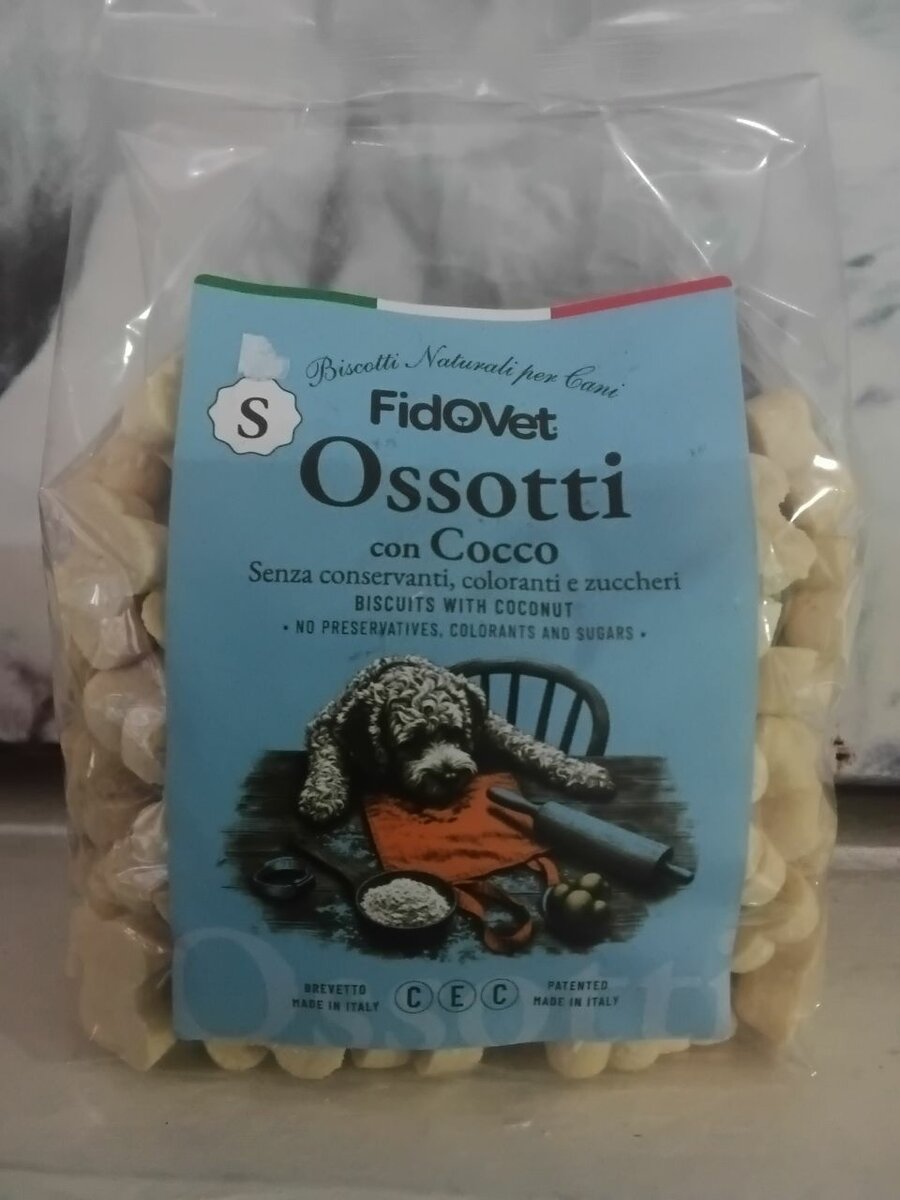 Biscotti Naturali per Cani
S
FidOVet
Ossotti
con Cocco
Senza conservanti, coloranti e zuccheri
BISCUITS WITH COCONUT
• NO PRESERVATIVES, COLORANTS AND SUGARS •
Ossotti
BREVETTO
MADE IN ITALY
C E C
PATENTED
MADE IN ITALY